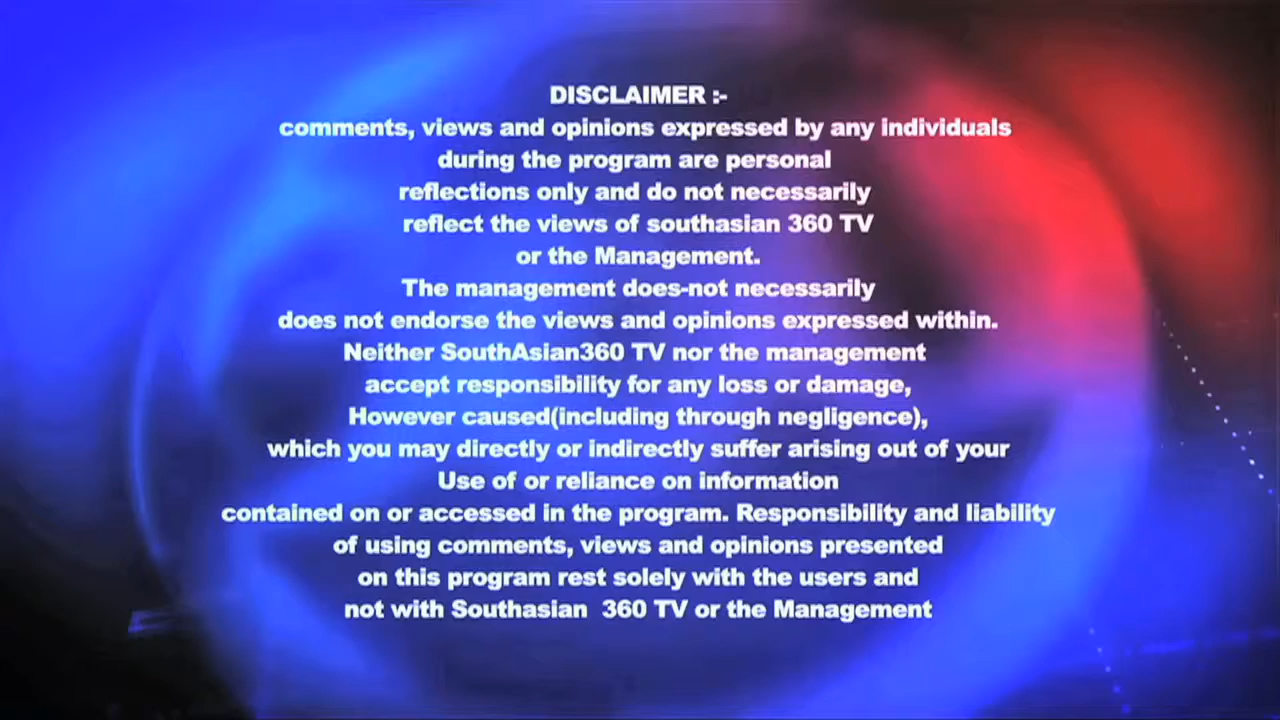 DISCLAIMER :-
comments, views and opinions expressed by any individuals
during the program are personal
reflections only and do not necessarily
reflect the views of southasian 360 TV
or the Management.
The management does-not necessarily
does not endorse the views and opinions expressed within.
Neither SouthAsian360 TV nor the management
accept responsibility for any loss or damage,
However caused(including through negligence),
which you may directly or indirectly suffer arising out of your
Use of or reliance on information
contained on or accessed in the program. Responsibility and liability
of using comments, views and opinions presented
on this program rest solely with the users and
not with Southasian  360 TV or the Management